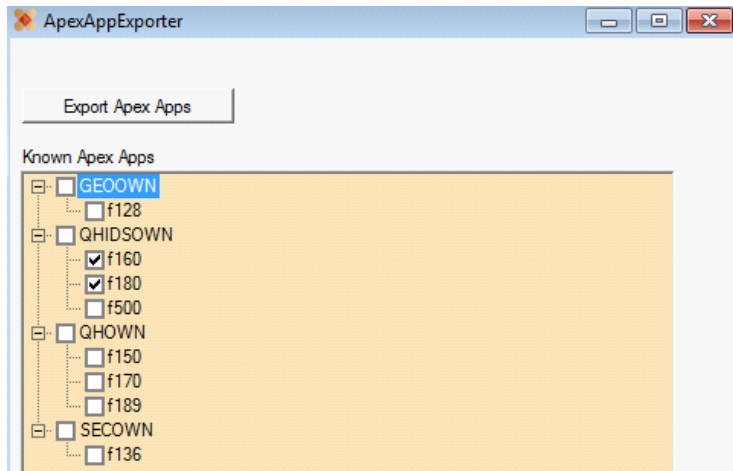 ApexAppExporter
Export Apex Apps
Known Apex Apps
GEOOWN
f128
QHIDSOWN
f160
f180
f500
QHOWN
f150
f170
f189
SECOWN
f136